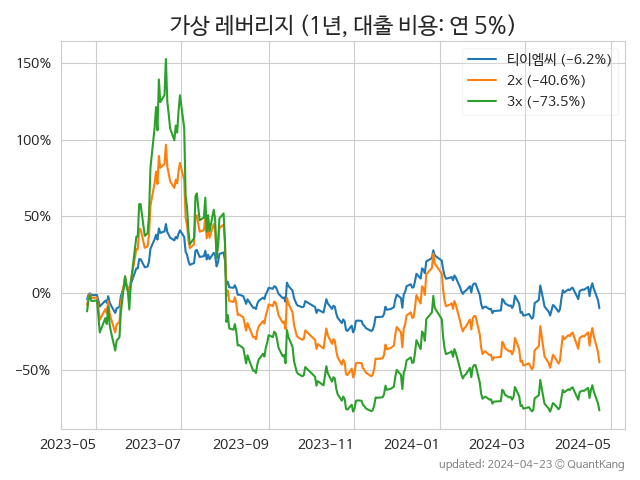 가상 레버리지 (1년, 대출 비용: 연 5%)
티이엠씨 (−6.2%)
2x (−40.6%)
3x (−73.5%)
150%
100%
50%
0%
−50%
2023−05 2023−07 2023−09 2023−11 2024−01 2024−03 2024−05
updated: 2024−04−23 © QuantKang